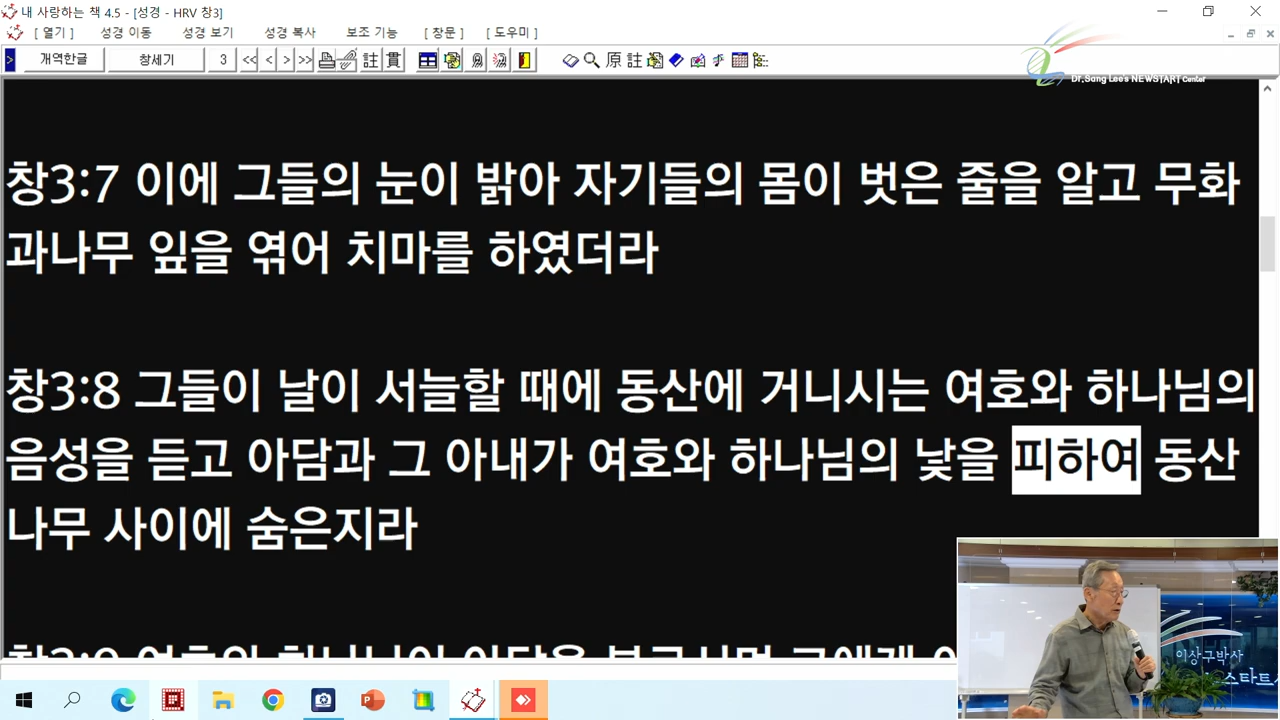 내 사랑하는 책 4.5 - [성경 - HRV 창3]
[ 열기 ] 성경 이동 성경 보기 성경 복사 보조 기능 [ 창문 ] [ 도우미 ]
> 개역한글 창세기 3 << < > >> 註 貫 原 註
Dr.Sang Lee's NEWSTART Center
창3:7 이에 그들의 눈이 밝아 자기들의 몸이 벗은 줄을 알고 무화
과나무 잎을 엮어 치마를 하였더라
창3:8 그들이 날이 서늘할 때에 동산에 거니시는 여호와 하나님의
음성을 듣고 아담과 그 아내가 여호와 하나님의 낯을 피하여 동산
나무 사이에 숨은지라
이상구박사
스타트